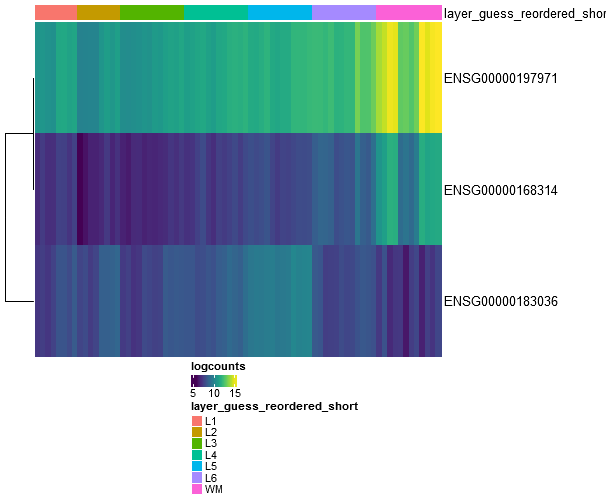 layer_guess_reordered_shor
ENSG00000197971
ENSG00000168314
ENSG00000183036
logcounts
5 10 15
layer_guess_reordered_short
L1
L2
L3
L4
L5
L6
WM